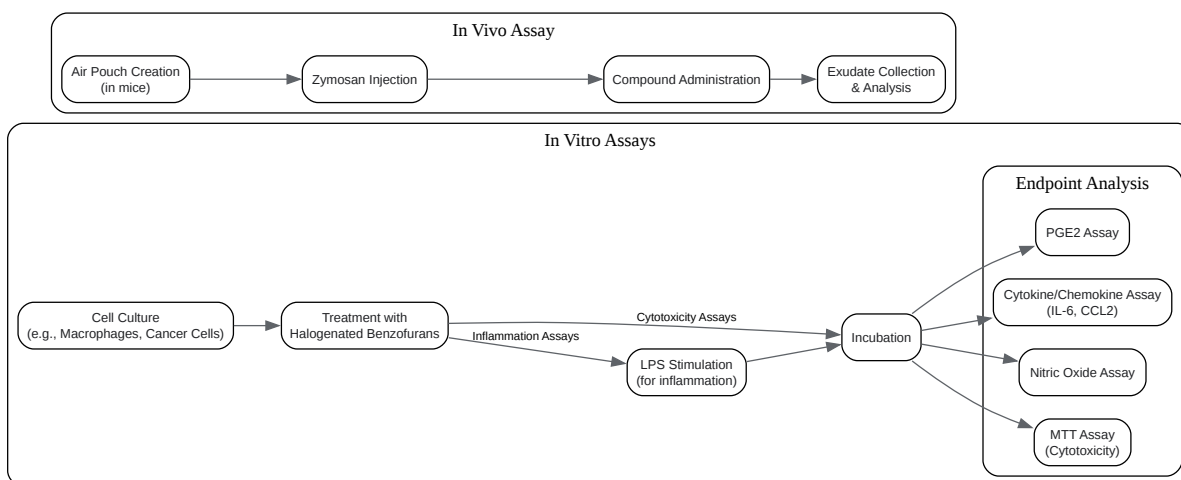 In Vivo Assay
Air Pouch Creation
(in mice)
Zymosan Injection
Compound Administration
Exudate Collection
& Analysis
In Vitro Assays
Endpoint Analysis
PGE2 Assay
Cell Culture
(e.g., Macrophages, Cancer Cells)
Treatment with
Halogenated Benzofurans
Cytotoxicity Assays
Inflammation Assays
LPS Stimulation
(for inflammation)
Incubation
Cytokine/Chemokine Assay
(IL-6, CCL2)
Nitric Oxide Assay
MTT Assay
(Cytotoxicity)